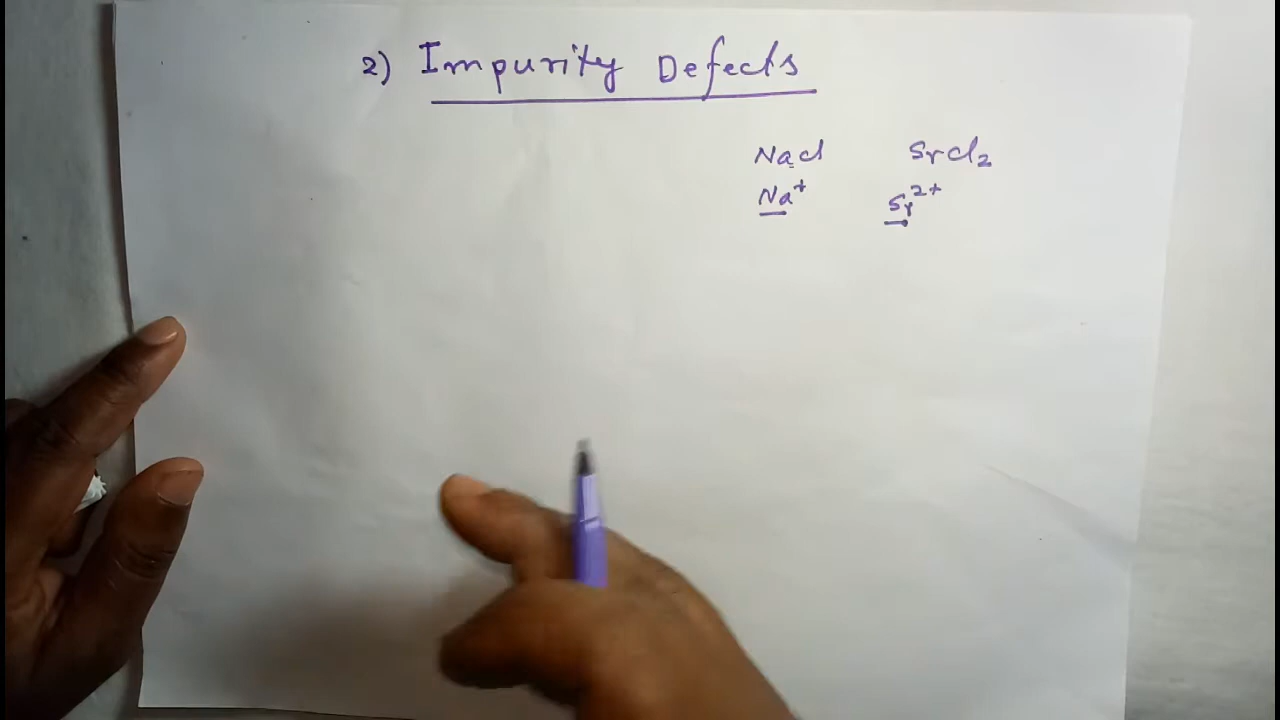 2) Impurity Defects
NaCl SrCl₂
Na⁺ Sr²⁺